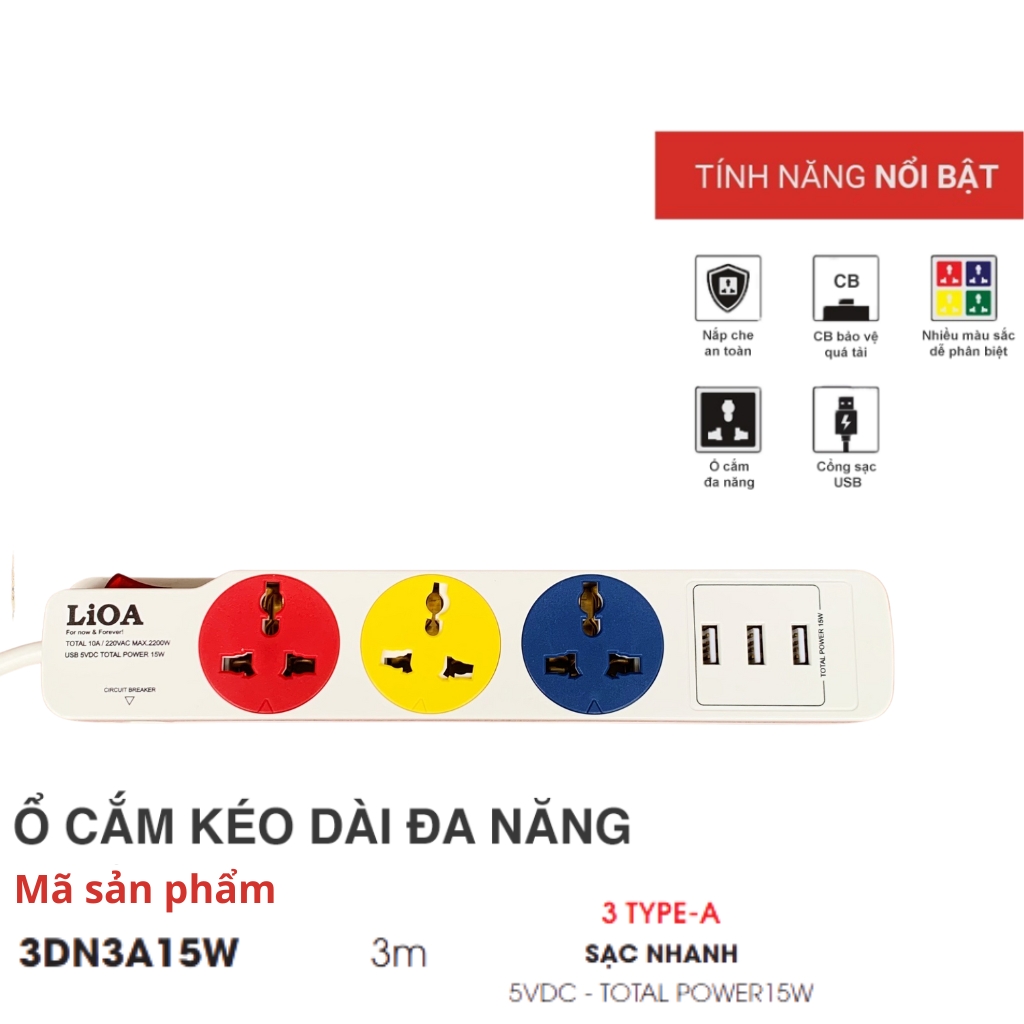 TÍNH NĂNG NỔI BẬT
Nắp che
an toàn
CB
CB bảo vệ
quá tải
Nhiều màu sắc
dễ phân biệt
Ổ cắm
đa năng
Cổng sạc
USB
LiOA
For now & Forever!
TOTAL 10A / 220VAC MAX.2200W
USB 5VDC TOTAL POWER 15W
CIRCUIT BREAKER
TOTAL POWER 15W
Ổ CẮM KÉO DÀI ĐA NĂNG
Mã sản phẩm
3DN3A15W
3m
3 TYPE-A
SẠC NHANH
5VDC - TOTAL POWER15W